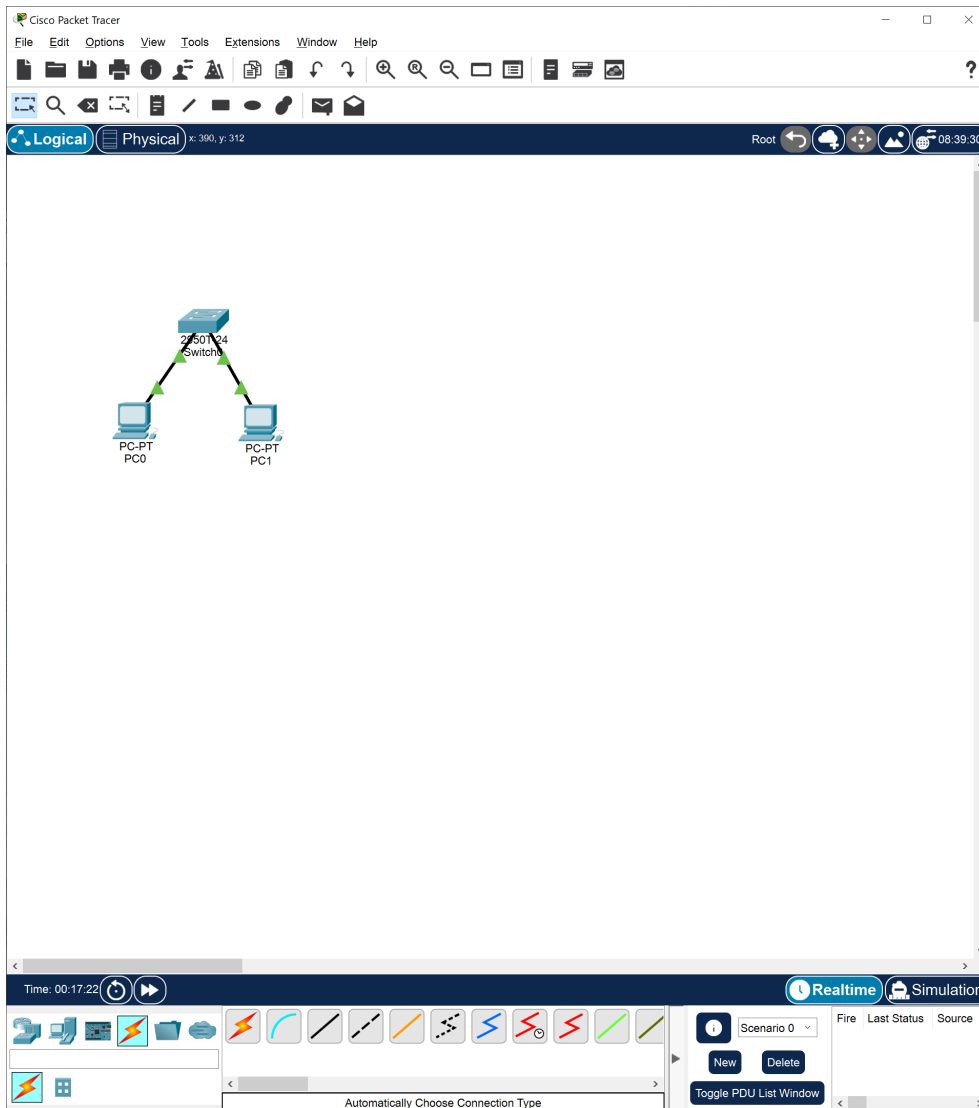 Cisco Packet Tracer
File Edit Options View Tools Extensions Window Help
?
Logical Physical x: 390, y: 312 Root 08:39:30
2950T-24
Switch0
PC-PT
PC0
PC-PT
PC1
Time: 00:17:22 Realtime Simulation
Scenario 0 Fire Last Status Source
New Delete
Toggle PDU List Window
Automatically Choose Connection Type